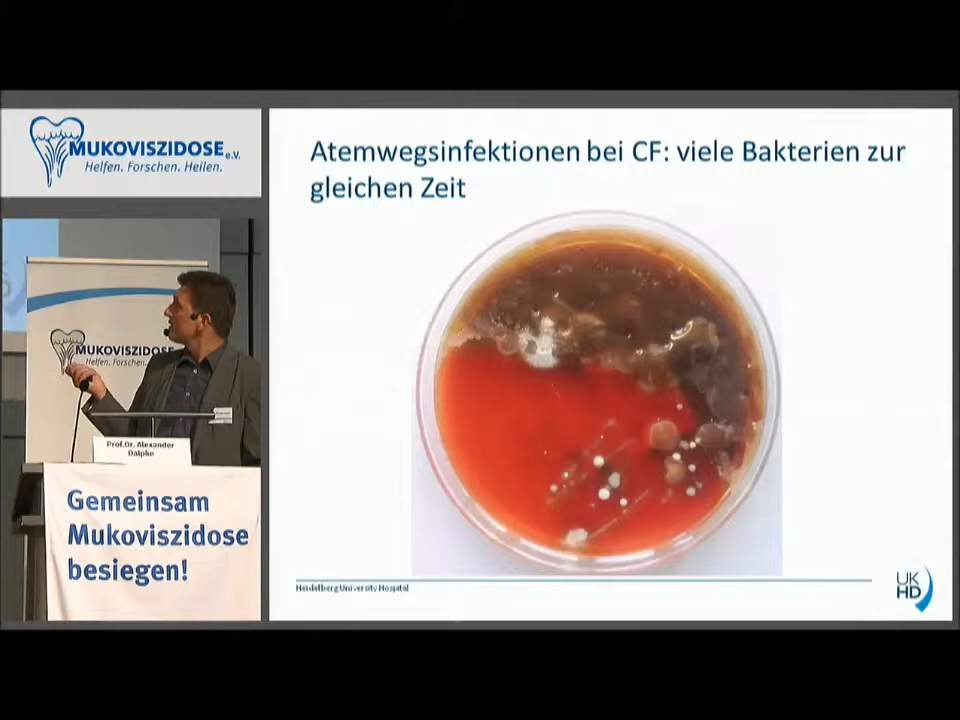 MUKOVISZIDOSE e.V.
Helfen. Forschen. Heilen.
Atemwegsinfektionen bei CF: viele Bakterien zur
gleichen Zeit
MUKOVISZIDOSE
Helfen. Forschen. Heilen.
Prof.Dr. Alexander
Dalpke
Gemeinsam
Mukoviszidose
besiegen!
Heidelberg University Hospital
UK
HD